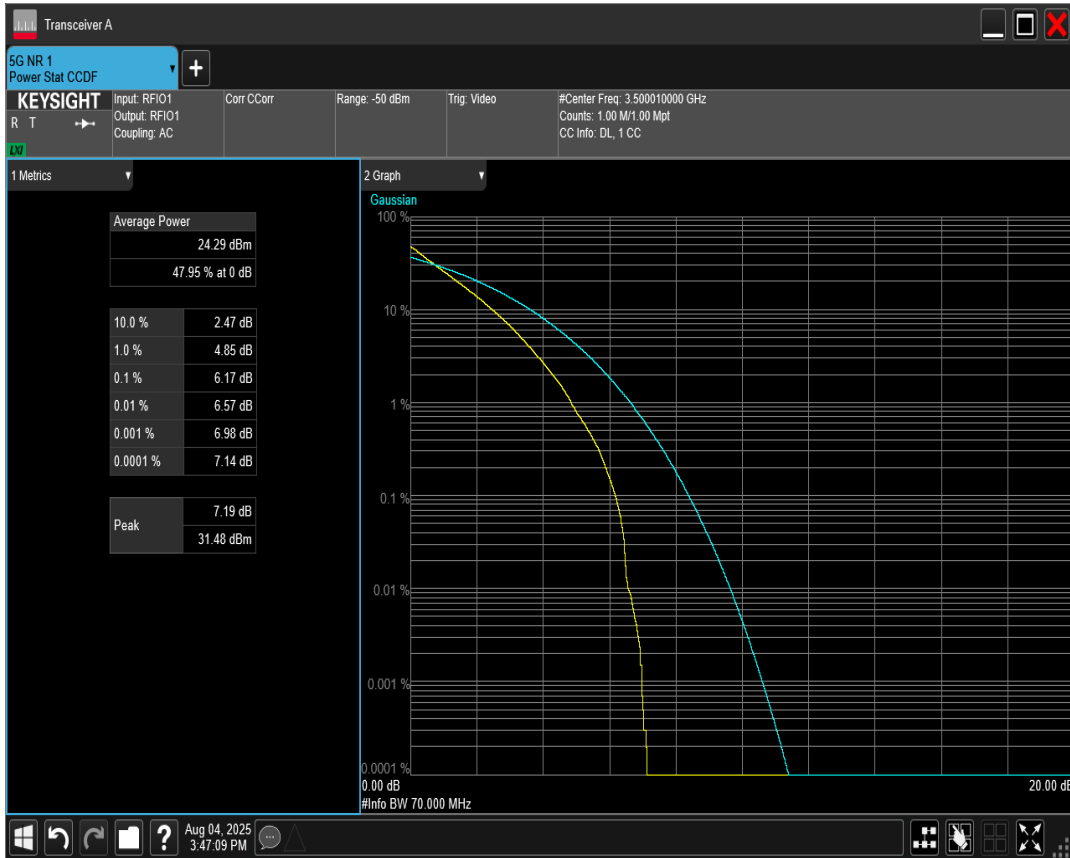 Transceiver A
5G NR 1
Power Stat CCDF
KEYSIGHT
R T
LXI
Input: RFIO1
Output: RFIO1
Coupling: AC
Corr CCorr
Range: -50 dBm
Trig: Video
#Center Freq: 3.500010000 GHz
Counts: 1.00 M/1.00 Mpt
CC Info: DL, 1 CC
1 Metrics
Average Power
24.29 dBm
47.95 % at 0 dB
10.0 % 2.47 dB
1.0 % 4.85 dB
0.1 % 6.17 dB
0.01 % 6.57 dB
0.001 % 6.98 dB
0.0001 % 7.14 dB
Peak 7.19 dB
31.48 dBm
2 Graph
Gaussian
100 %
10 %
1 %
0.1 %
0.01 %
0.001 %
0.0001 %
0.00 dB 20.00 dB
#Info BW 70.000 MHz
? Aug 04, 2025
3:47:09 PM